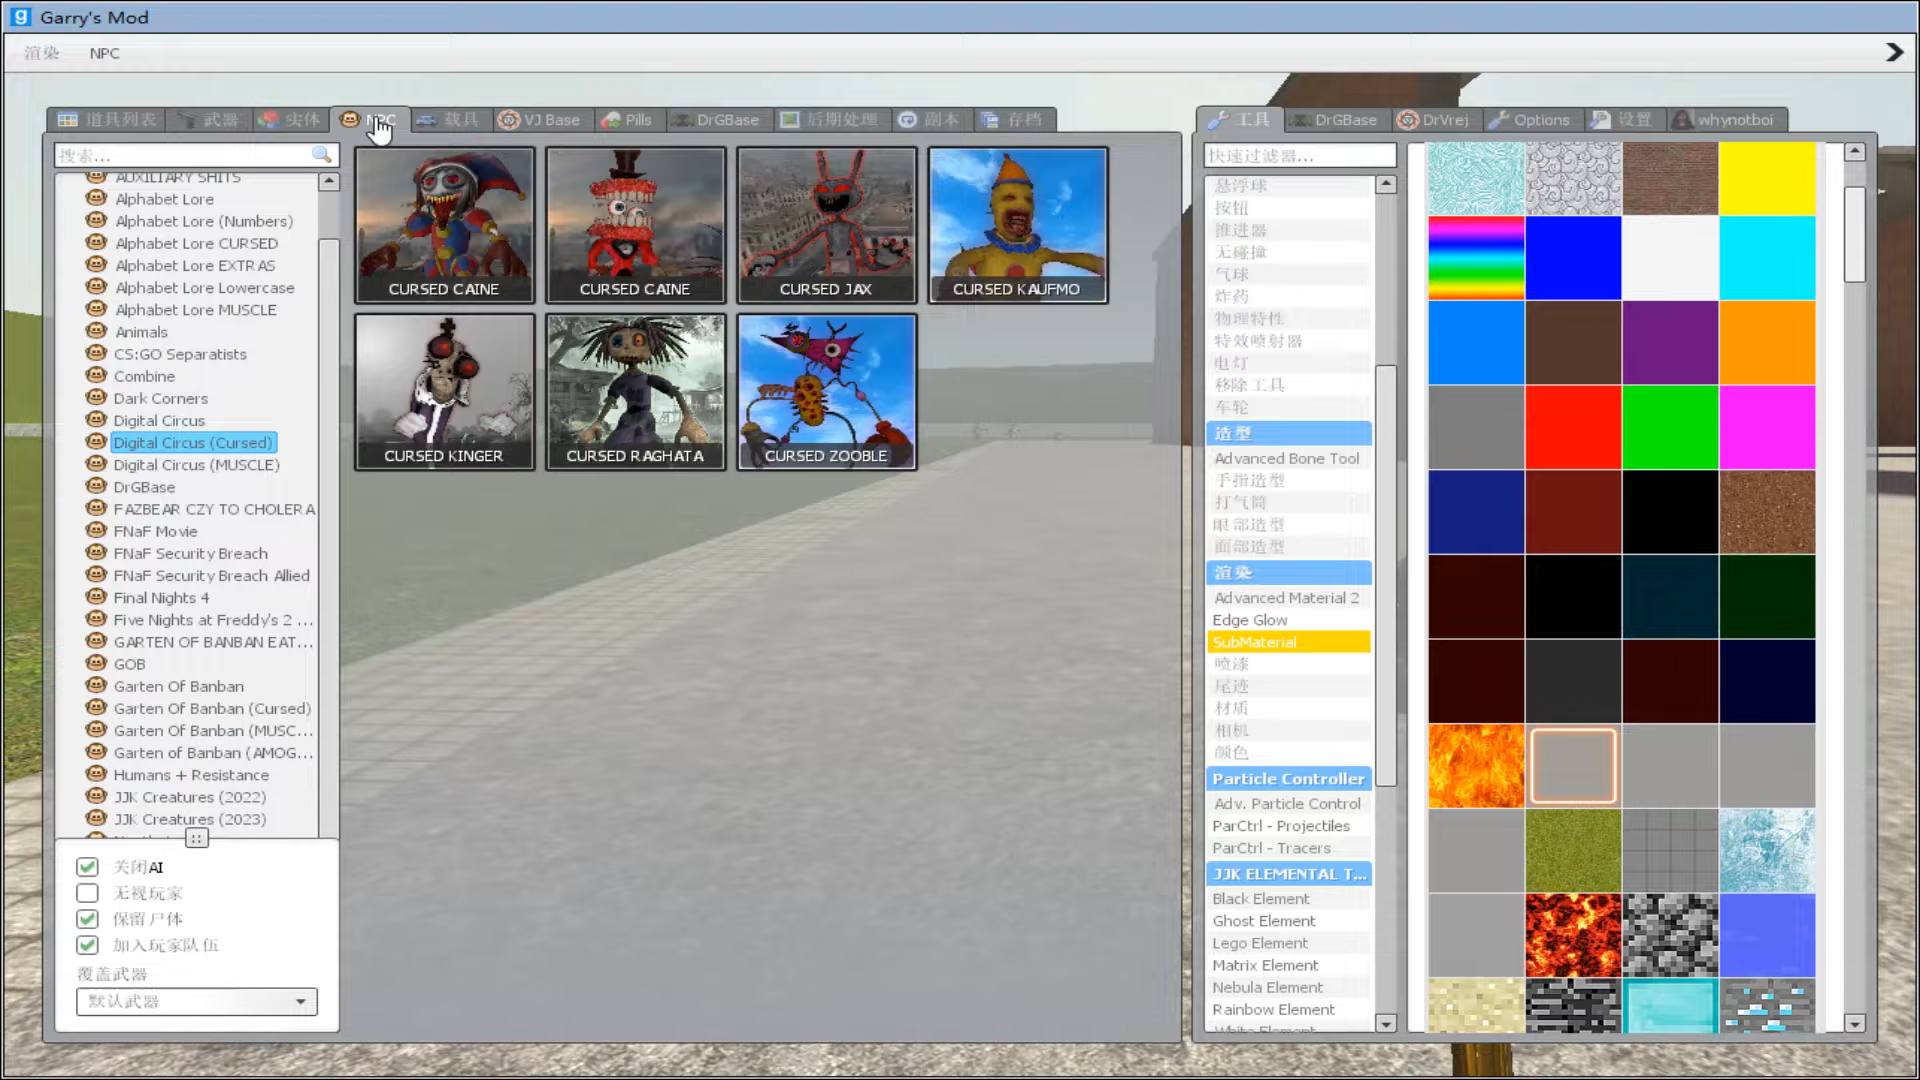 Garry's Mod
渲染 NPC
道具列表 武器 实体 NPC 载具 VJ Base Pills DrGBase 后期处理 副本 存档
搜索...
AUXILIARY SHITS
Alphabet Lore
Alphabet Lore (Numbers)
Alphabet Lore CURSED
Alphabet Lore EXTRAS
Alphabet Lore Lowercase
Alphabet Lore MUSCLE
Animals
CS:GO Separatists
Combine
Dark Corners
Digital Circus
Digital Circus (Cursed)
Digital Circus (MUSCLE)
DrGBase
FAZBEAR CZY TO CHOLERA
FNaF Movie
FNaF Security Breach
FNaF Security Breach Allied
Final Nights 4
Five Nights at Freddy's 2 ...
GARTEN OF BANBAN EAT...
GOB
Garten Of Banban
Garten Of Banban (Cursed)
Garten Of Banban (MUSC...
Garten of Banban (AMOG...
Humans + Resistance
JJK Creatures (2022)
JJK Creatures (2023)
关闭AI
无视玩家
保留尸体
加入玩家队伍
覆盖武器
默认武器
CURSED CAINE
CURSED CAINE
CURSED JAX
CURSED KAUFMO
CURSED KINGER
CURSED RAGHATA
CURSED ZOOBLE
工具 DrGBase DrVrej Options 设置 whynotboi
快速过滤器...
悬浮球
按钮
推进器
无碰撞
气球
炸药
物理特性
特效喷射器
电灯
移除工具
车轮
造型
Advanced Bone Tool
手指造型
打气筒
眼部造型
面部造型
渲染
Advanced Material 2
Edge Glow
SubMaterial
喷漆
尾迹
材质
相机
颜色
Particle Controller
Adv. Particle Control
ParCtrl - Projectiles
ParCtrl - Tracers
JJK ELEMENTAL T...
Black Element
Ghost Element
Lego Element
Matrix Element
Nebula Element
Rainbow Element
White Element